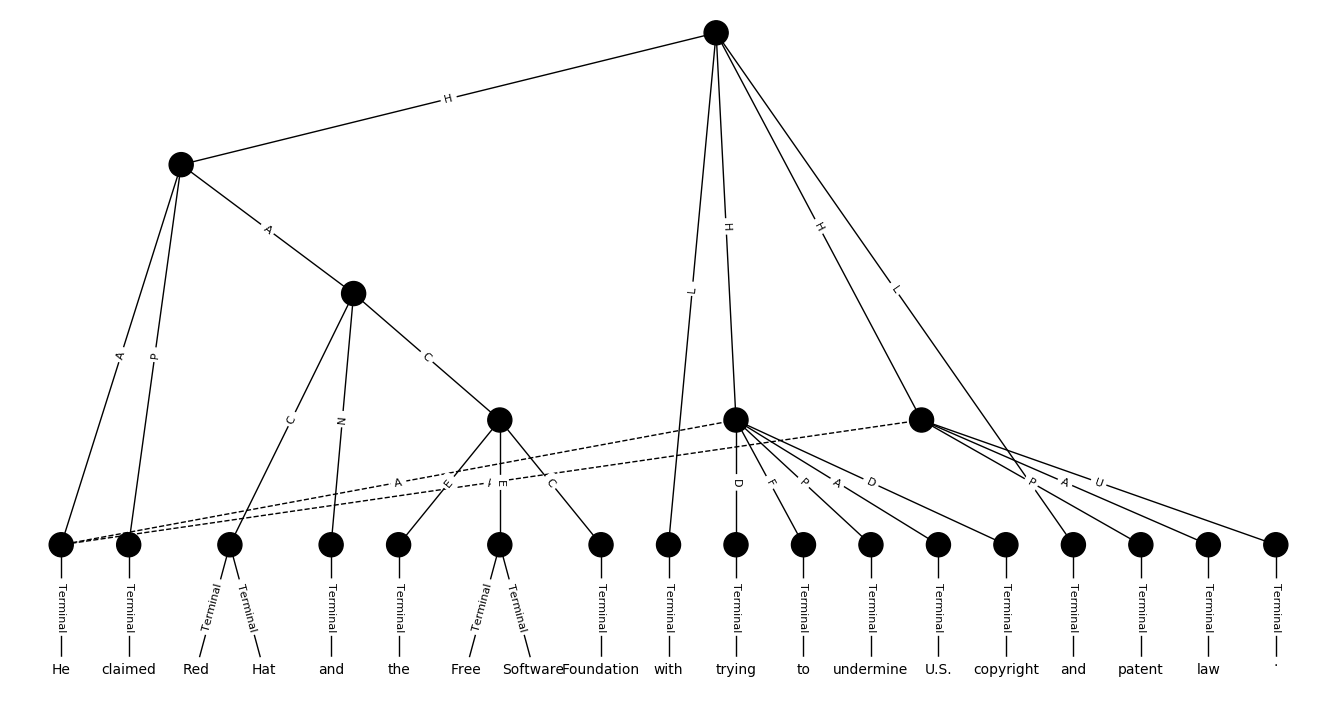 H
A
A P C
H H
L L
C N
A E A E C D F P A D P A U
Terminal Terminal Terminal Terminal Terminal Terminal Terminal Terminal Terminal Terminal Terminal Terminal Terminal Terminal Terminal Terminal Terminal Terminal Terminal
He claimed Red Hat and the Free Software Foundation with trying to undermine U.S. copyright and patent law .